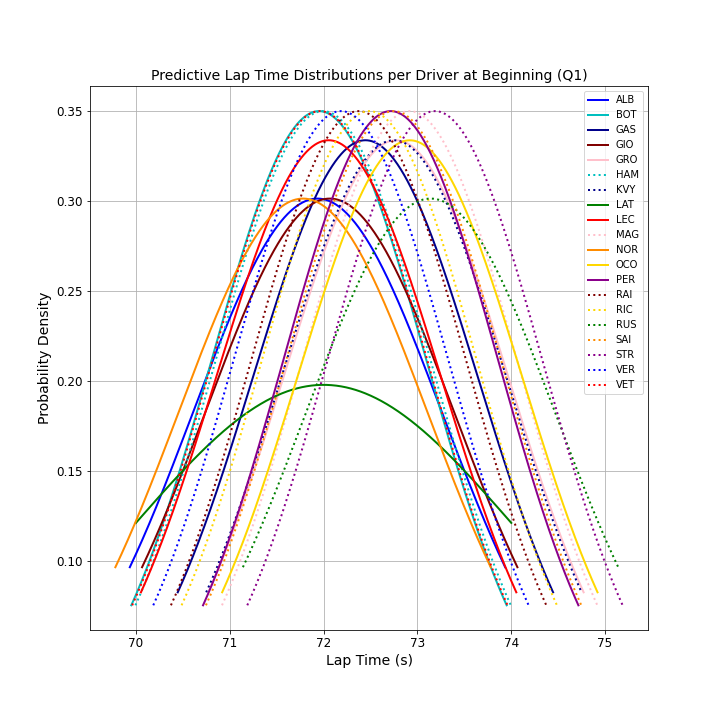 Predictive Lap Time Distributions per Driver at Beginning (Q1)
0.35
0.30
0.25
0.20
0.15
0.10
Probability Density
70 71 72 73 74 75
Lap Time (s)
ALB
BOT
GAS
GIO
GRO
HAM
KVY
LAT
LEC
MAG
NOR
OCO
PER
RAI
RIC
RUS
SAI
STR
VER
VET